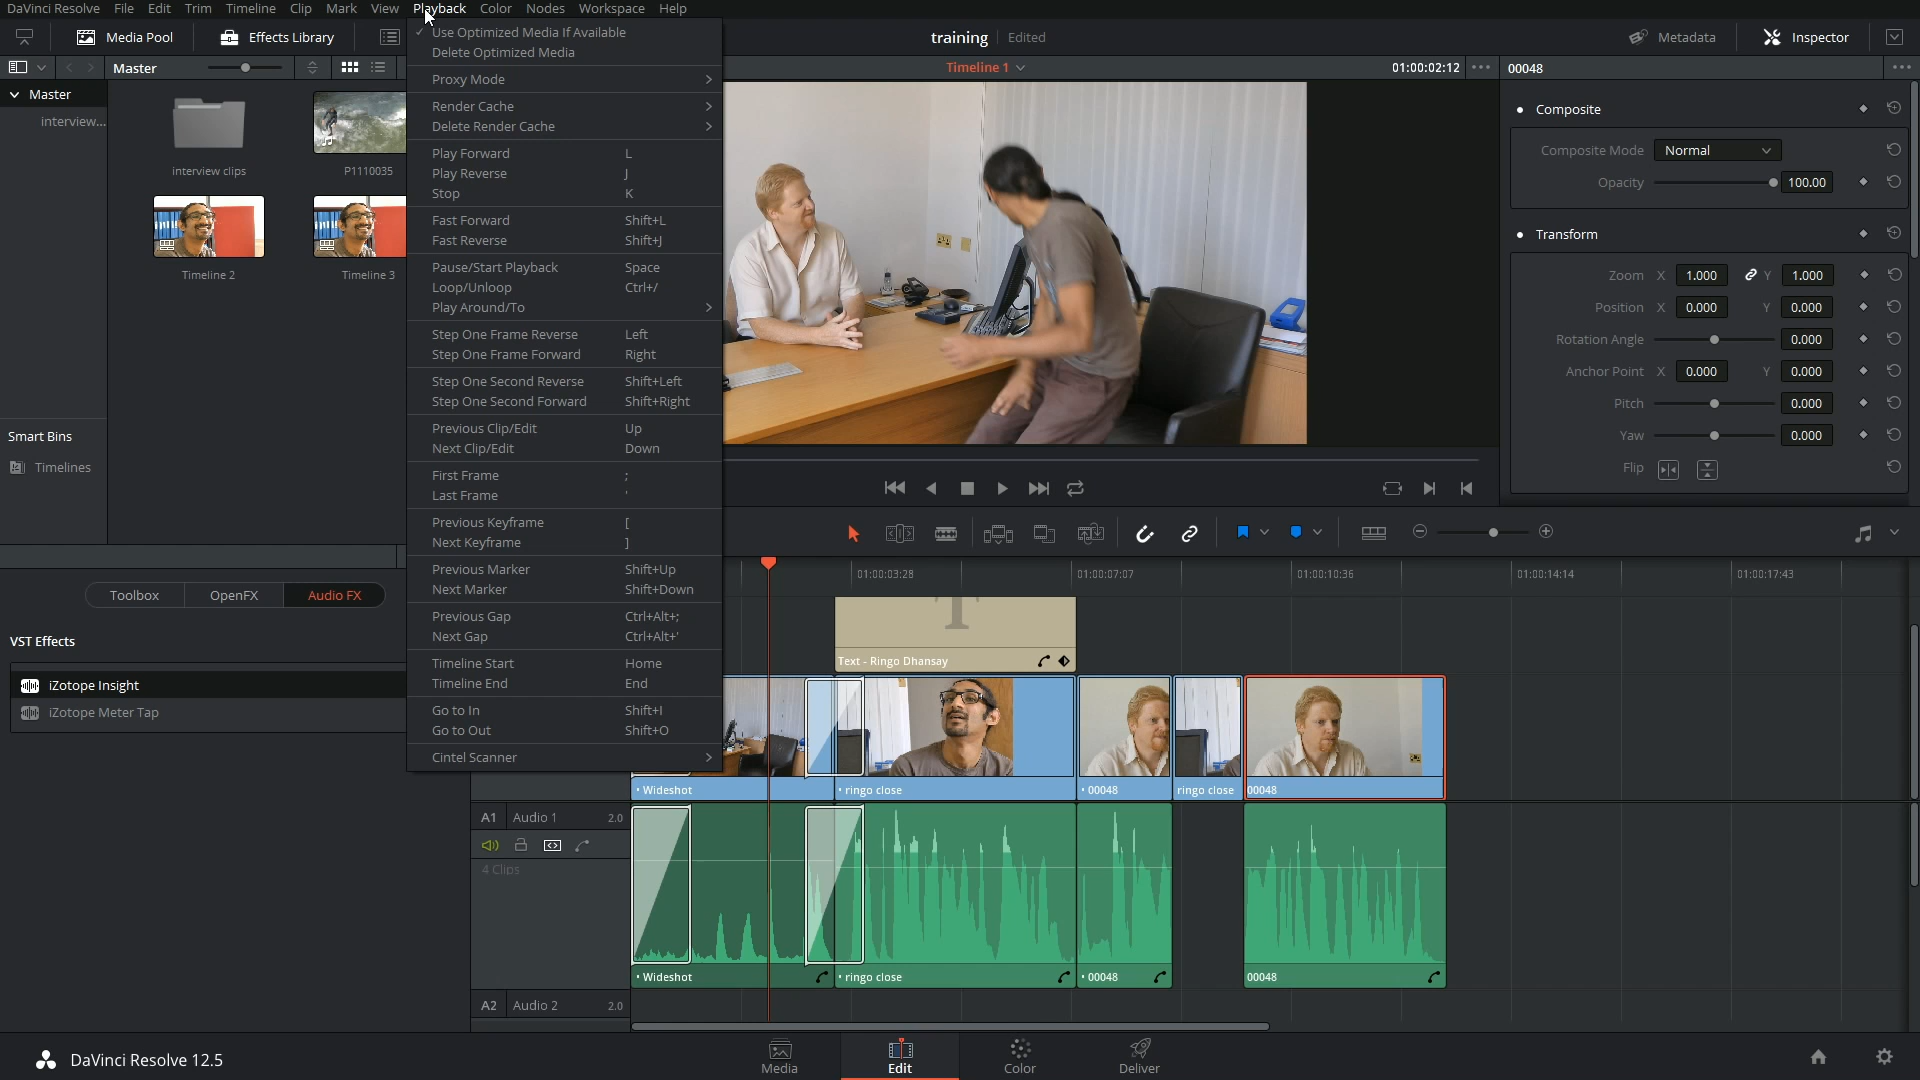 DaVinci Resolve File Edit Trim Timeline Clip Mark View Playback Color Nodes Workspace Help
Media Pool Effects Library
training Edited
Metadata Inspector
Master
Timeline 1
01:00:02:12
00048
Master
interview...
interview clips
P1110035
Timeline 2
Timeline 3
Smart Bins
Timelines
Use Optimized Media If Available
Delete Optimized Media
Proxy Mode
Render Cache
Delete Render Cache
Play Forward L
Play Reverse J
Stop K
Fast Forward Shift+L
Fast Reverse Shift+J
Pause/Start Playback Space
Loop/Unloop Ctrl+/
Play Around/To
Step One Frame Reverse Left
Step One Frame Forward Right
Step One Second Reverse Shift+Left
Step One Second Forward Shift+Right
Previous Clip/Edit Up
Next Clip/Edit Down
First Frame ;
Last Frame '
Previous Keyframe [
Next Keyframe ]
Previous Marker Shift+Up
Next Marker Shift+Down
Previous Gap Ctrl+Alt+;
Next Gap Ctrl+Alt+'
Timeline Start Home
Timeline End End
Go to In Shift+I
Go to Out Shift+O
Cintel Scanner
Composite
Composite Mode Normal
Opacity 100.00
Transform
Zoom X 1.000 Y 1.000
Position X 0.000 Y 0.000
Rotation Angle 0.000
Anchor Point X 0.000 Y 0.000
Pitch 0.000
Yaw 0.000
Flip
Toolbox OpenFX Audio FX
VST Effects
iZotope Insight
iZotope Meter Tap
01:00:03:28 01:00:07:07 01:00:10:36 01:00:14:14 01:00:17:43
T
Text - Ringo Dhansay
• Wideshot • ringo close • 00048 ringo close 00048
A1 Audio 1 2.0
4 Clips
• Wideshot • ringo close • 00048 00048
A2 Audio 2 2.0
DaVinci Resolve 12.5
Media Edit Color Deliver